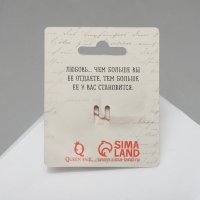 ЛЮБОВЬ... ЧЕМ БОЛЬШЕ ВЫ
ЕЕ ОТДАЕТЕ, ТЕМ БОЛЬШЕ
ЕЕ У ВАС СТАНОВИТСЯ.
SIMA
LAND